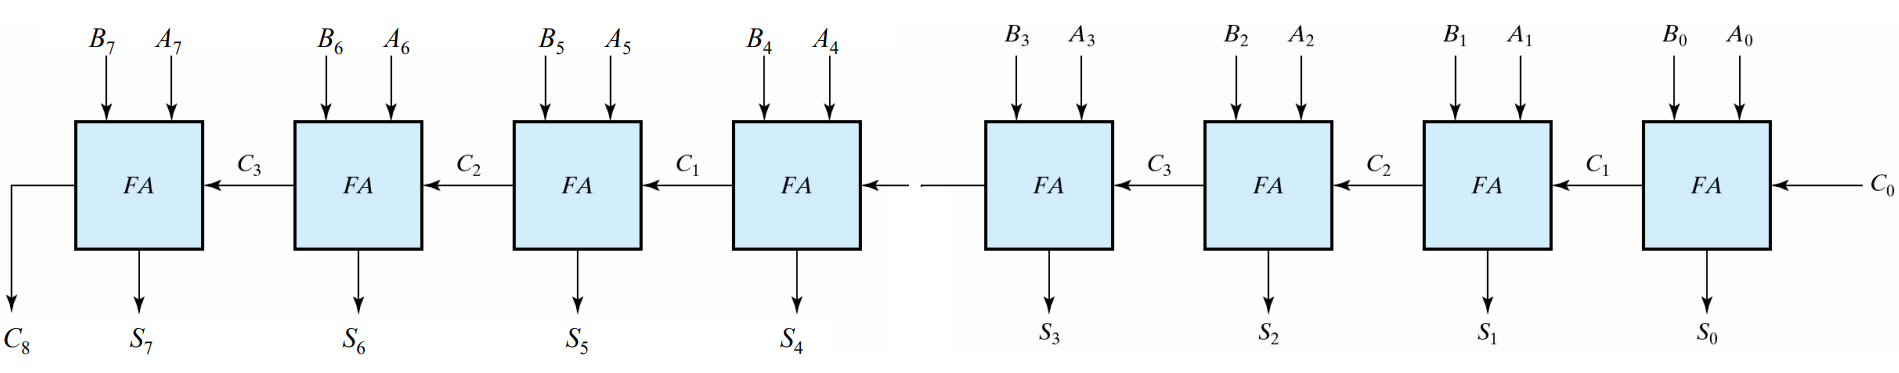 B₇ A₇ B₆ A₆ B₅ A₅ B₄ A₄ B₃ A₃ B₂ A₂ B₁ A₁ B₀ A₀
FA C₃ FA C₂ FA C₁ FA FA C₃ FA C₂ FA C₁ FA C₀
C₈ S₇ S₆ S₅ S₄ S₃ S₂ S₁ S₀